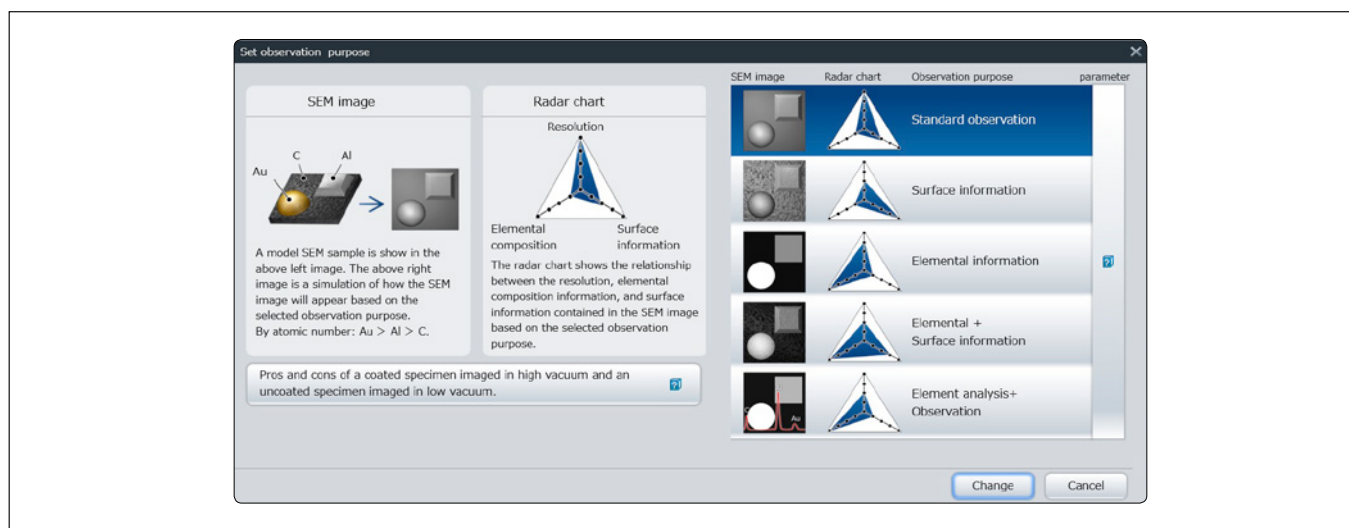 Set observation purpose
SEM image
C
Al
Au
A model SEM sample is show in the
above left image. The above right
image is a simulation of how the SEM
image will appear based on the
selected observation purpose.
By atomic number: Au > Al > C.
Radar chart
Resolution
Elemental
composition
Surface
information
The radar chart shows the relationship
between the resolution, elemental
composition information, and surface
information contained in the SEM image
based on the selected observation
purpose.
Pros and cons of a coated specimen imaged in high vacuum and an
uncoated specimen imaged in low vacuum.
SEM image Radar chart Observation purpose parameter
Standard observation
Surface information
Elemental information
Elemental +
Surface information
Au
Element analysis+
Observation
Change
Cancel